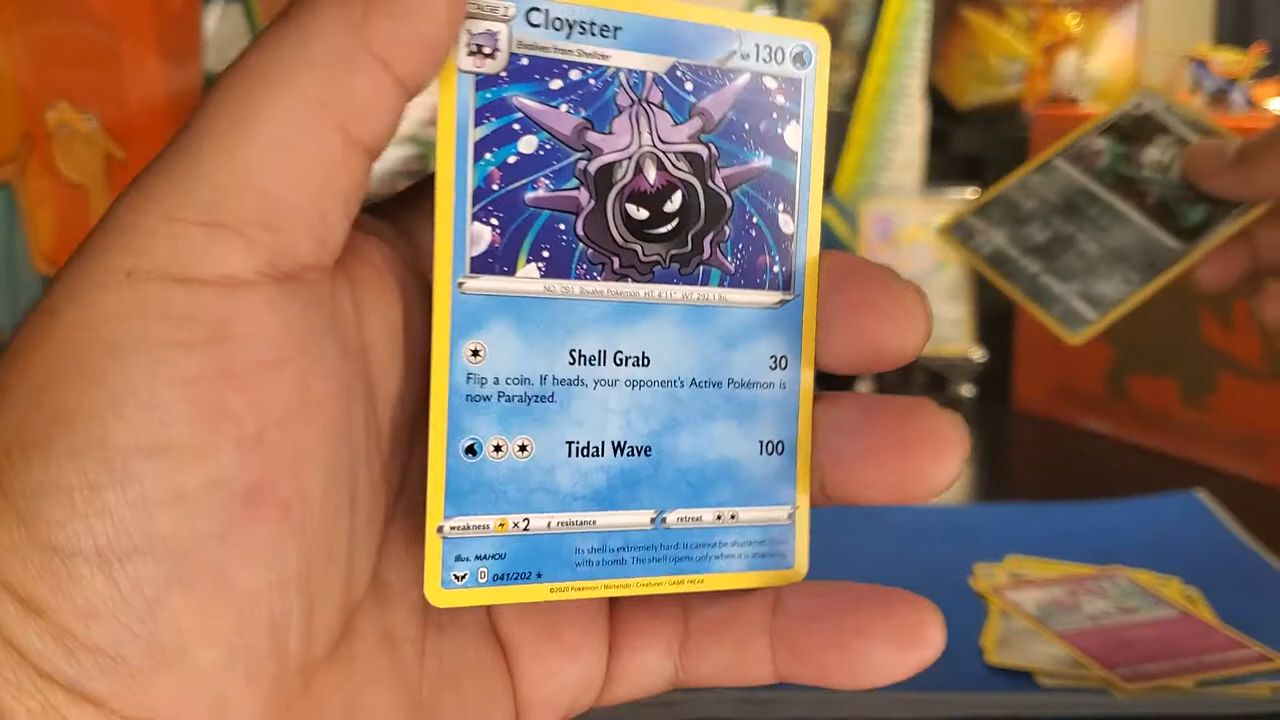 STAGE 1
Cloyster
130
Evolves from Shellder
NO. 091 Bivalve Pokémon HT: 4'11" WT: 292.1 lbs.
Shell Grab 30
Flip a coin. If heads, your opponent's Active Pokémon is
now Paralyzed.
Tidal Wave 100
weakness ×2 resistance retreat
Illus. MAHOU
Its shell is extremely hard. It cannot be
with a bomb. The shell opens only when it is
D 041/202
©2020 Pokémon / Nintendo / Creatures / GAME FREAK